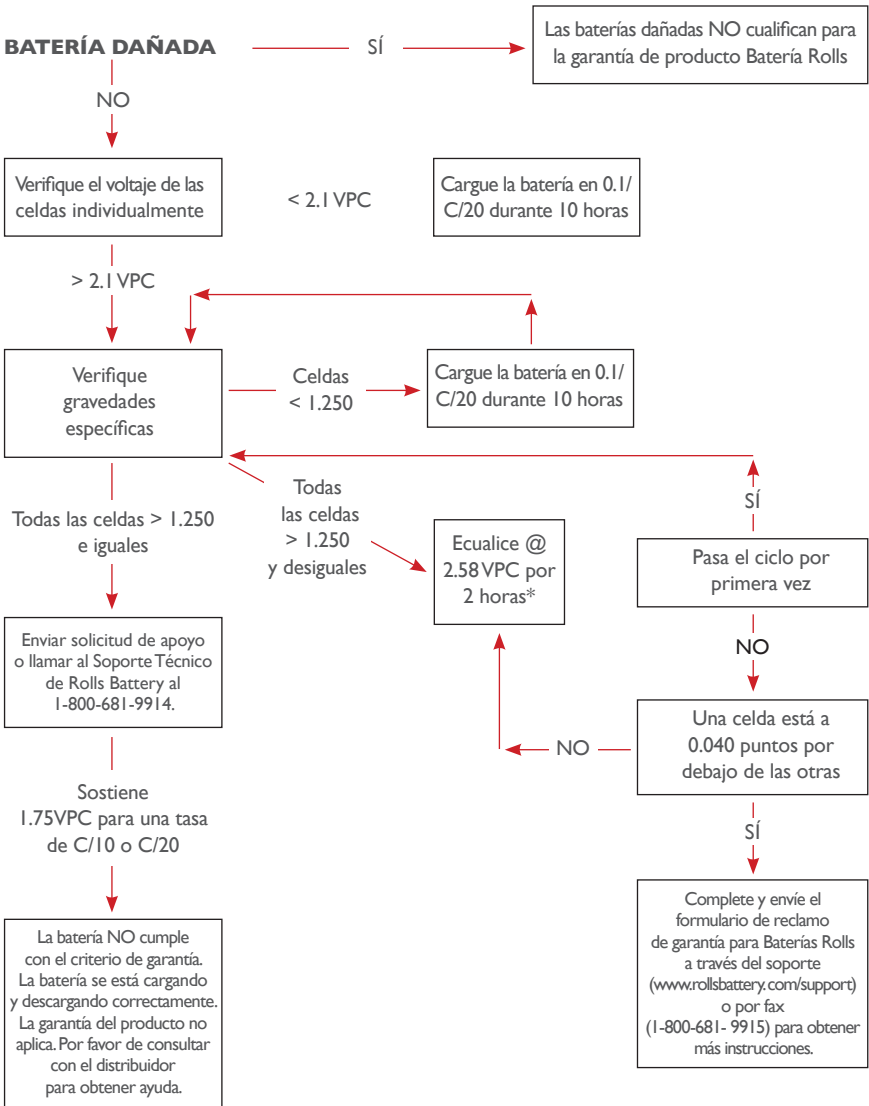 BATERÍA DAÑADA
SÍ
Las baterías dañadas NO cualifican para
la garantía de producto Batería Rolls
NO
Verifique el voltaje de las
celdas individualmente
< 2.1 VPC
Cargue la batería en 0.1/
C/20 durante 10 horas
> 2.1 VPC
Verifique
gravedades
específicas
Celdas
< 1.250
Cargue la batería en 0.1/
C/20 durante 10 horas
Todas las celdas > 1.250
e iguales
Todas
las celdas
> 1.250
y desiguales
Ecualice @
2.58 VPC por
2 horas*
SÍ
Pasa el ciclo por
primera vez
NO
Enviar solicitud de apoyo
o llamar al Soporte Técnico
de Rolls Battery al
1-800-681-9914.
Una celda está a
0.040 puntos por
debajo de las otras
NO
SÍ
Sostiene
1.75VPC para una tasa
de C/10 o C/20
La batería NO cumple
con el criterio de garantía.
La batería se está cargando
y descargando correctamente.
La garantía del producto no
aplica. Por favor de consultar
con el distribuidor
para obtener ayuda.
Complete y envíe el
formulario de reclamo
de garantía para Baterías Rolls
a través del soporte
(www.rollsbattery.com/support)
o por fax
(1-800-681- 9915) para obtener
más instrucciones.